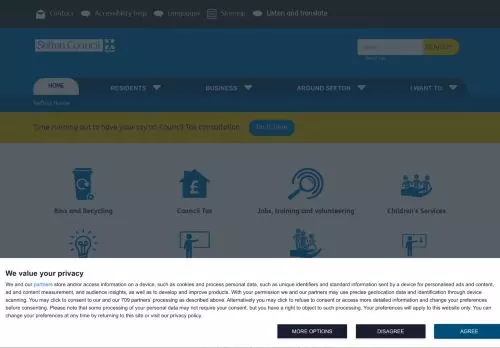 Contact Accessibility help Languages Sitemap Listen and translate
Sefton Council
SEARCH
HOME RESIDENTS BUSINESS AROUND SEFTON I WANT TO:
Sefton Home
Time running out to have your say on Council Tax consultation
Bins and Recycling Council Tax Jobs, training and volunteering Children's Services
We value your privacy
We and our partners store and/or access information on a device, such as cookies and process personal data, such as unique identifiers and standard information sent by a device for personalised ads and content,
ad and content measurement, and audience insights, as well as to develop and improve products. With your permission we and our partners may use precise geolocation data and identification through device
scanning. You may click to consent to our and our 709 partners' processing as described above. Alternatively you may click to refuse to consent or access more detailed information and change your preferences
before consenting. Please note that some processing of your personal data may not require your consent, but you have a right to object to such processing. Your preferences will apply to this website only. You can
change your preferences at any time by returning to this site or visit our privacy policy.
MORE OPTIONS DISAGREE AGREE